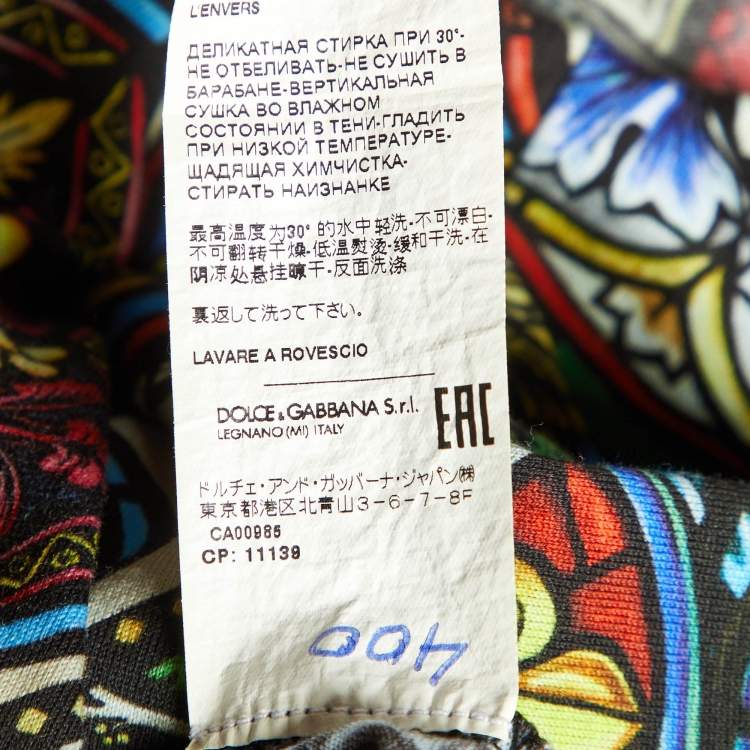 L'ENVERS
ДЕЛИКАТНАЯ СТИРКА ПРИ 30°-
НЕ ОТБЕЛИВАТЬ-НЕ СУШИТЬ В
БАРАБАНЕ-ВЕРТИКАЛЬНАЯ
СУШКА ВО ВЛАЖНОМ
СОСТОЯНИИ В ТЕНИ-ГЛАДИТЬ
ПРИ НИЗКОЙ ТЕМПЕРАТУРЕ-
ЩАДЯЩАЯ ХИМЧИСТКА-
СТИРАТЬ НАИЗНАНКЕ
最高温度为30° 的水中轻洗-不可漂白-
不可翻转干燥-低温熨烫-缓和干洗-在
阴凉处悬挂曬干-反面洗涤
裏返して洗って下さい。
LAVARE A ROVESCIO
DOLCE & GABBANA S.r.l.
LEGNANO (MI) ITALY
EAC
ドルチェ・アンド・ガッバーナ・ジャパン㈱
東京都港区北青山3-6-7-8F
CA00985
CP: 11139
400